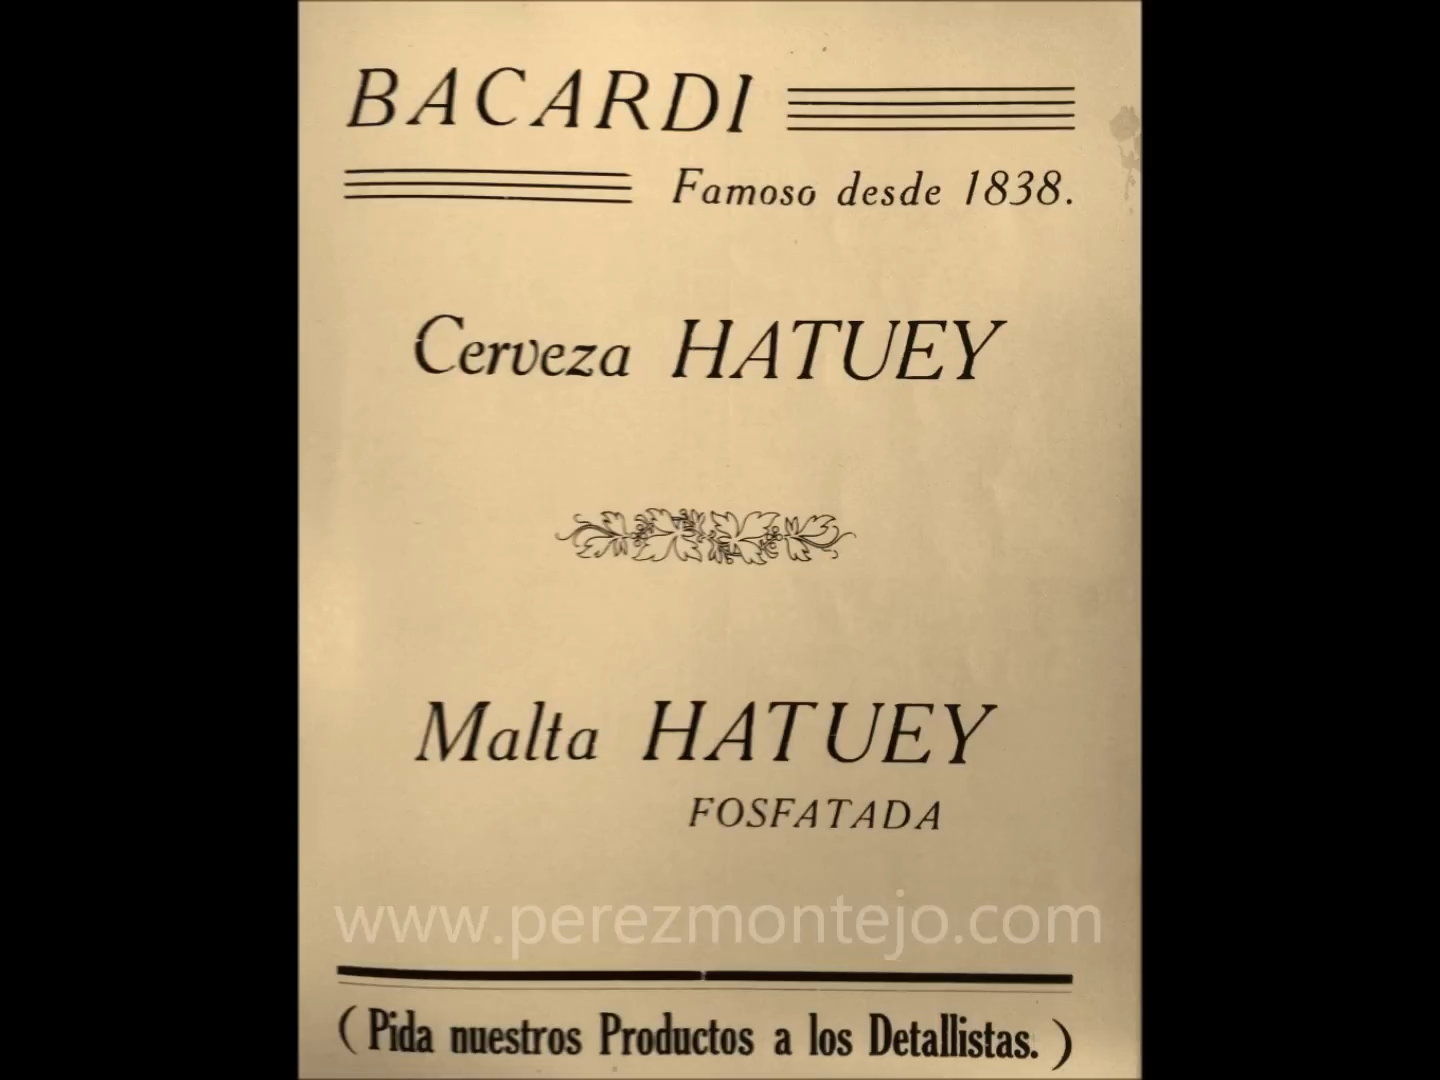 BACARDI
Famoso desde 1838.
Cerveza HATUEY
Malta HATUEY
FOSFATADA
www.perezmontejo.com
(Pida nuestros Productos a los Detallistas.)